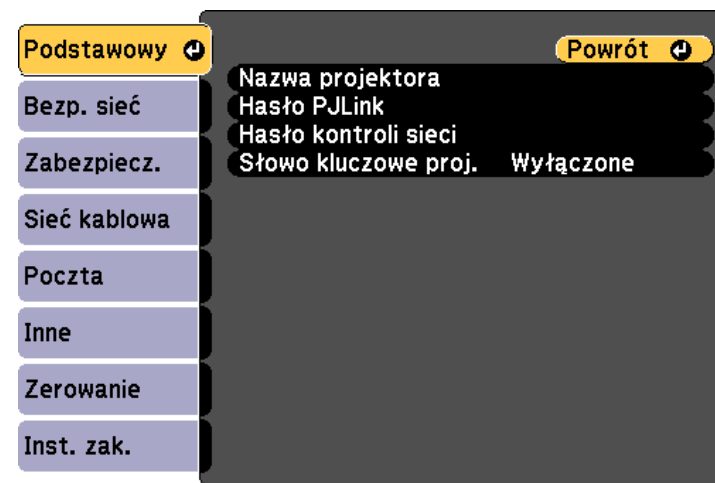 Podstawowy
Powrót
Nazwa projektora
Bezp. sieć
Hasło PJLink
Hasło kontroli sieci
Zabezpiecz.
Słowo kluczowe proj. Wyłączone
Sieć kablowa
Poczta
Inne
Zerowanie
Inst. zak.